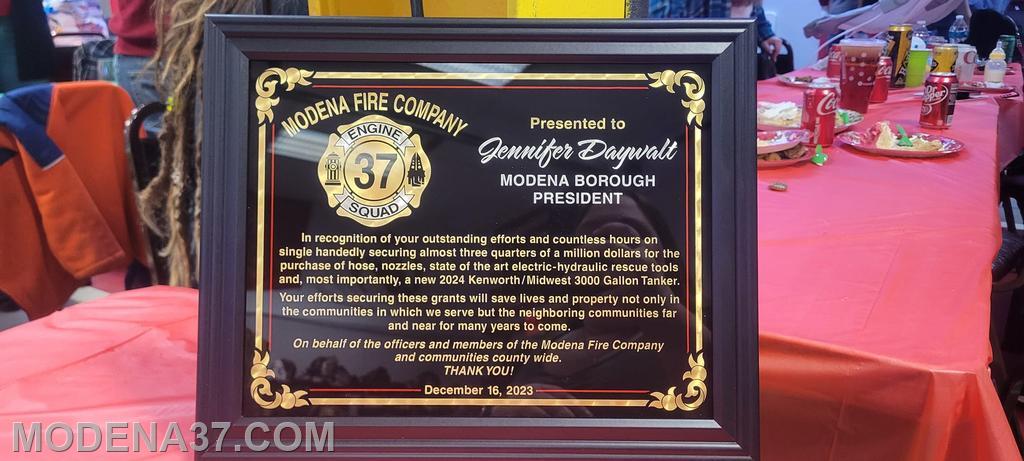 MODENA FIRE COMPANY
ENGINE
37
SQUAD
Presented to
Jennifer Daywalt
MODENA BOROUGH
PRESIDENT
In recognition of your outstanding efforts and countless hours on
single handedly securing almost three quarters of a million dollars for the
purchase of hose, nozzles, state of the art electric-hydraulic rescue tools
and, most importantly, a new 2024 Kenworth/Midwest 3000 Gallon Tanker.
Your efforts securing these grants will save lives and property not only in
the communities in which we serve but the neighboring communities far
and near for many years to come.
On behalf of the officers and members of the Modena Fire Company
and communities county wide.
THANK YOU!
December 16, 2023
MODENA37.COM
Coca-Cola
Dr Pepper